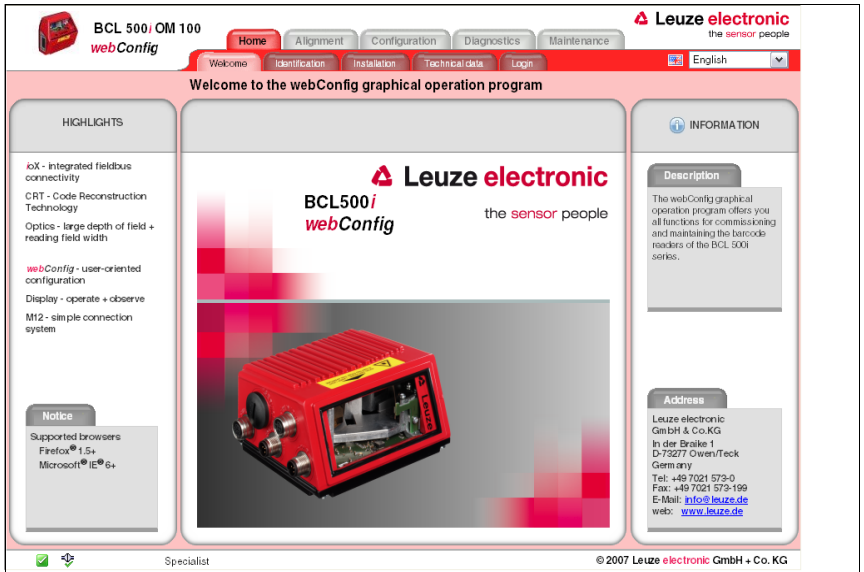 BCL 500i OM 100
webConfig
Home
Alignment
Configuration
Diagnostics
Maintenance
Leuze electronic
the sensor people
Welcome
Identification
Installation
Technical data
Login
English
Welcome to the webConfig graphical operation program
HIGHLIGHTS
ioX - integrated fieldbus
connectivity
CRT - Code Reconstruction
Technology
Optics - large depth of field +
reading field width
webConfig - user-oriented
configuration
Display - operate + observe
M12 - simple connection
system
Notice
Supported browsers
Firefox® 1.5+
Microsoft® IE® 6+
Leuze electronic
the sensor people
BCL500i
webConfig
Leuze
INFORMATION
Description
The webConfig graphical
operation program offers you
all functions for commissioning
and maintaining the barcode
readers of the BCL 500i
series.
Address
Leuze electronic
GmbH & Co.KG
In der Braike 1
D-73277 Owen/Teck
Germany
Tel: +49 7021 573-0
Fax: +49 7021 573-199
E-Mail: info@leuze.de
web: www.leuze.de
Specialist
© 2007 Leuze electronic GmbH + Co. KG